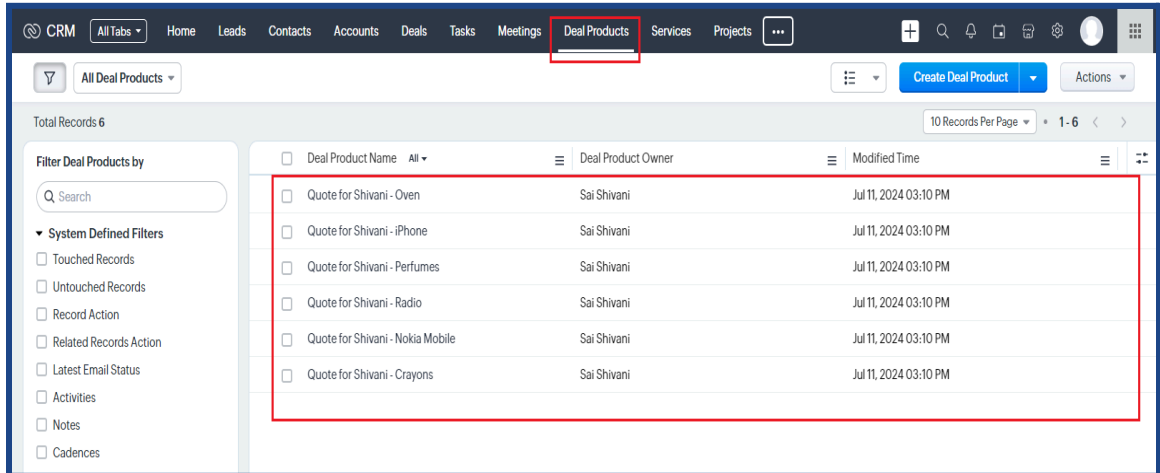 CRM All Tabs Home Leads Contacts Accounts Deals Tasks Meetings Deal Products Services Projects ...
All Deal Products Create Deal Product Actions
Total Records 6 10 Records Per Page 1 - 6
Filter Deal Products by Deal Product Name All Deal Product Owner Modified Time
Search Quote for Shivani - Oven Sai Shivani Jul 11, 2024 03:10 PM
System Defined Filters Quote for Shivani - iPhone Sai Shivani Jul 11, 2024 03:10 PM
Touched Records Quote for Shivani - Perfumes Sai Shivani Jul 11, 2024 03:10 PM
Untouched Records Quote for Shivani - Radio Sai Shivani Jul 11, 2024 03:10 PM
Record Action
Related Records Action Quote for Shivani - Nokia Mobile Sai Shivani Jul 11, 2024 03:10 PM
Latest Email Status Quote for Shivani - Crayons Sai Shivani Jul 11, 2024 03:10 PM
Activities
Notes
Cadences